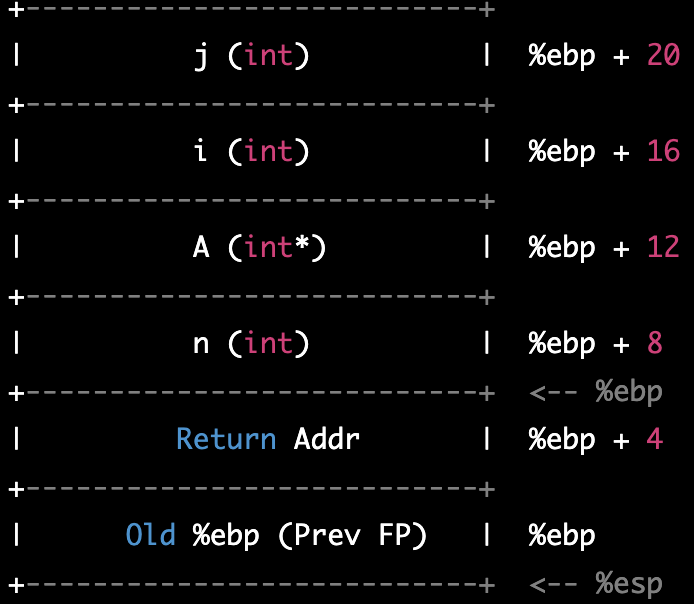 +---------------------------+
|          j (int)          |  %ebp + 20
+---------------------------+
|          i (int)          |  %ebp + 16
+---------------------------+
|          A (int*)         |  %ebp + 12
+---------------------------+
|          n (int)          |  %ebp + 8
+---------------------------+  <-- %ebp
|         Return Addr       |  %ebp + 4
+---------------------------+
|      Old %ebp (Prev FP)   |  %ebp
+---------------------------+  <-- %esp